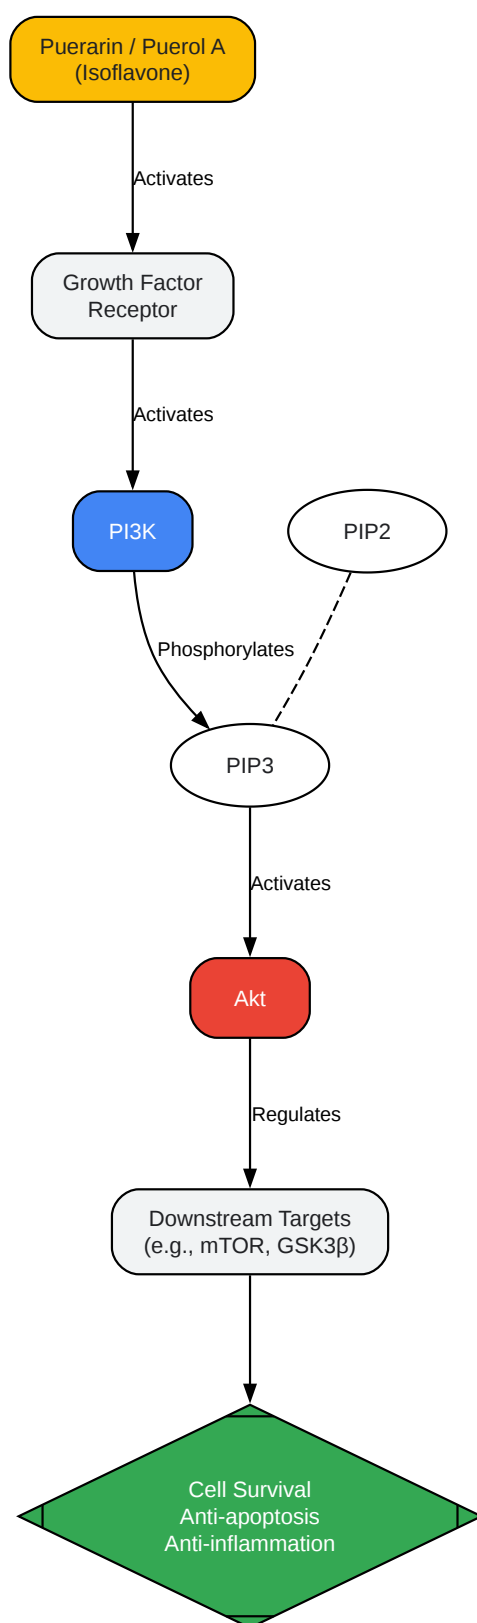 Puerarin / Puerol A
(Isoflavone)
Activates
Growth Factor
Receptor
Activates
PI3K
PIP2
Phosphorylates
PIP3
Activates
Akt
Regulates
Downstream Targets
(e.g., mTOR, GSK3β)
Cell Survival
Anti-apoptosis
Anti-inflammation